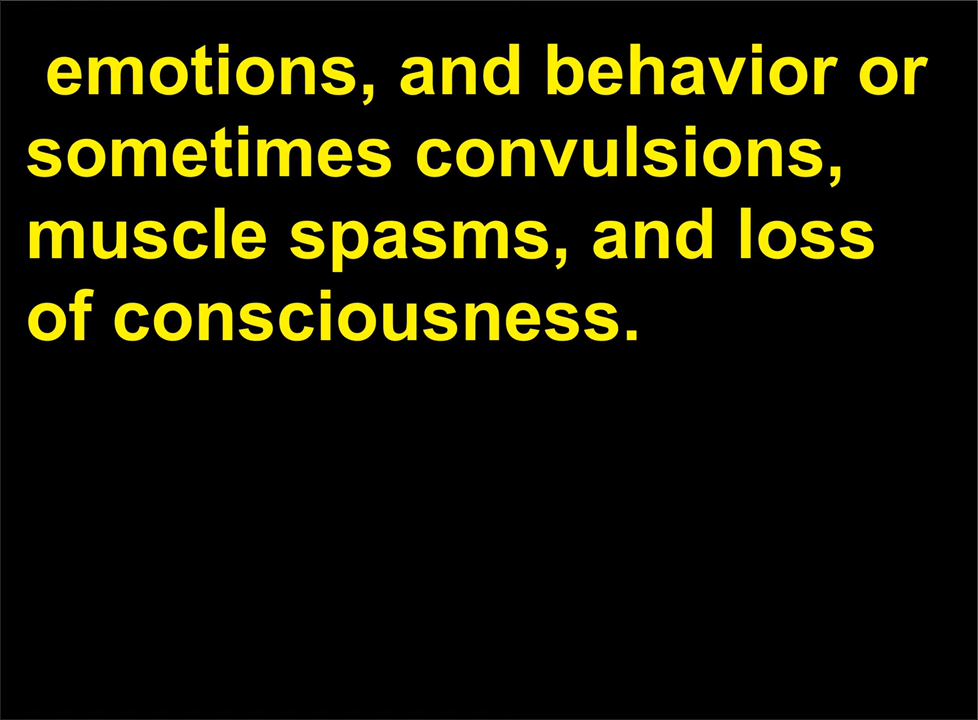 emotions, and behavior or
sometimes convulsions,
muscle spasms, and loss
of consciousness.